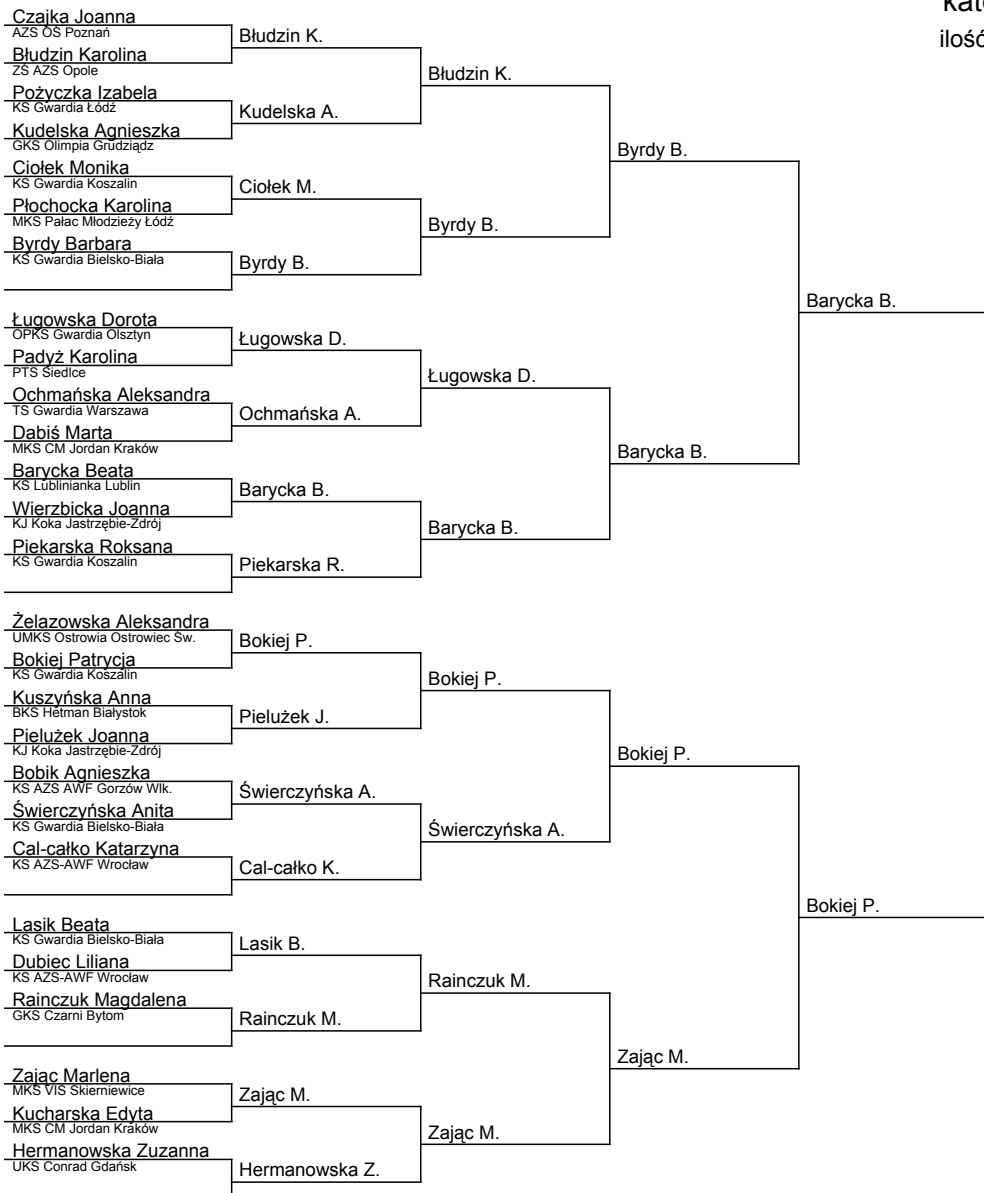 kat
ilość
Czajka Joanna
AZS OŚ Poznań
Błudzin Karolina
ZS AZS Opole
Pożyczka Izabela
KS Gwardia Łódź
Kudelska Agnieszka
GKS Olimpia Grudziądz
Ciołek Monika
KS Gwardia Koszalin
Płochocka Karolina
MKS Pałac Młodzieży Łódź
Byrdy Barbara
KS Gwardia Bielsko-Biała
Ługowska Dorota
OPKS Gwardia Olsztyn
Padyż Karolina
PTS Siedlce
Ochmańska Aleksandra
TS Gwardia Warszawa
Dabiś Marta
MKS CM Jordan Kraków
Barycka Beata
KS Lublinianka Lublin
Wierzbicka Joanna
KJ Koka Jastrzębie-Zdrój
Piekarska Roksana
KS Gwardia Koszalin
Żelazowska Aleksandra
UMKS Ostrowia Ostrowiec Św.
Bokiej Patrycja
KS Gwardia Koszalin
Kuszyńska Anna
BKS Hetman Białystok
Pielużek Joanna
KJ Koka Jastrzębie-Zdrój
Bobik Agnieszka
KS AZS AWF Gorzów Wlk.
Świerczyńska Anita
KS Gwardia Bielsko-Biała
Cal-całko Katarzyna
KS AZS-AWF Wrocław
Lasik Beata
KS Gwardia Bielsko-Biała
Dubiec Liliana
KS AZS-AWF Wrocław
Rainczuk Magdalena
GKS Czarni Bytom
Zając Marlena
MKS VIS Skierniewice
Kucharska Edyta
MKS CM Jordan Kraków
Hermanowska Zuzanna
UKS Conrad Gdańsk
Błudzin K.
Kudelska A.
Ciołek M.
Byrdy B.
Ługowska D.
Ochmańska A.
Barycka B.
Piekarska R.
Bokiej P.
Pielużek J.
Świerczyńska A.
Cal-całko K.
Lasik B.
Rainczuk M.
Zając M.
Hermanowska Z.
Błudzin K.
Byrdy B.
Ługowska D.
Barycka B.
Bokiej P.
Świerczyńska A.
Rainczuk M.
Zając M.
Byrdy B.
Barycka B.
Bokiej P.
Zając M.
Barycka B.
Bokiej P.